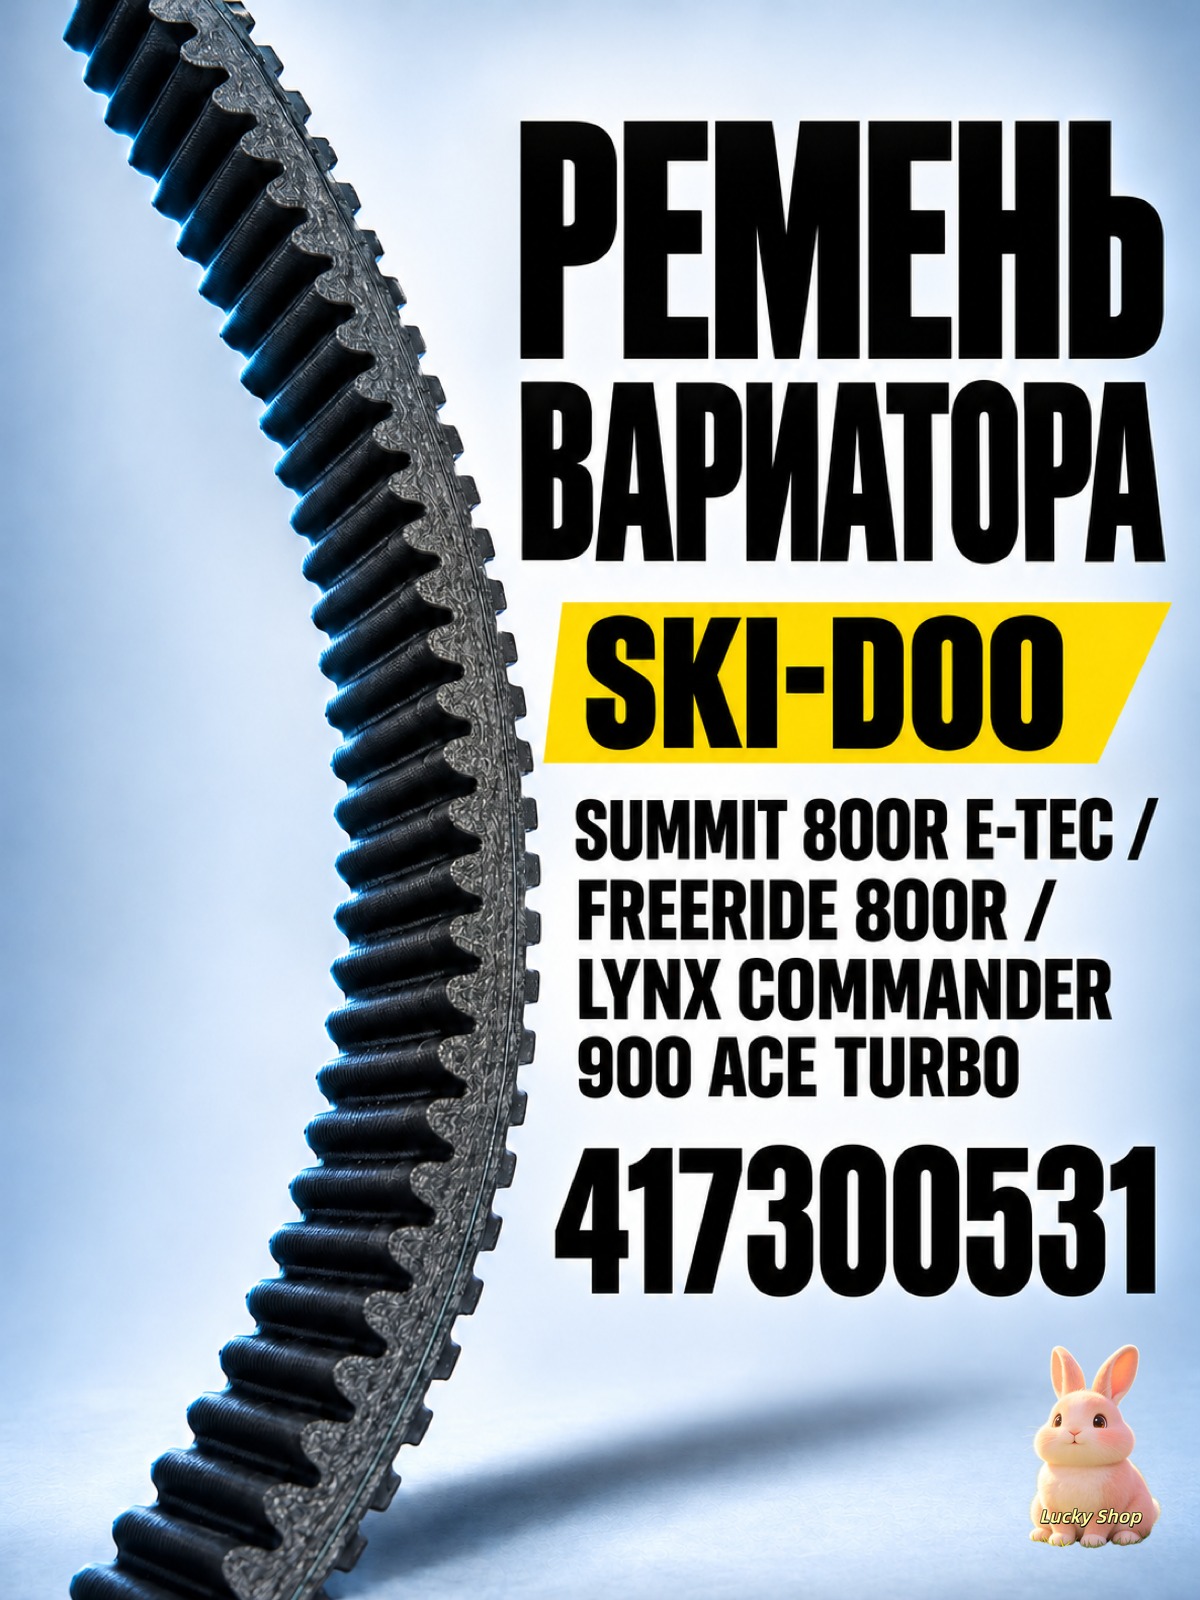 РЕМЕНЬ
ВАРИАТОРА
SKI-DOO
SUMMIT 800R E-TEC /
FREERIDE 800R /
LYNX COMMANDER
900 ACE TURBO
417300531
Lucky Shop